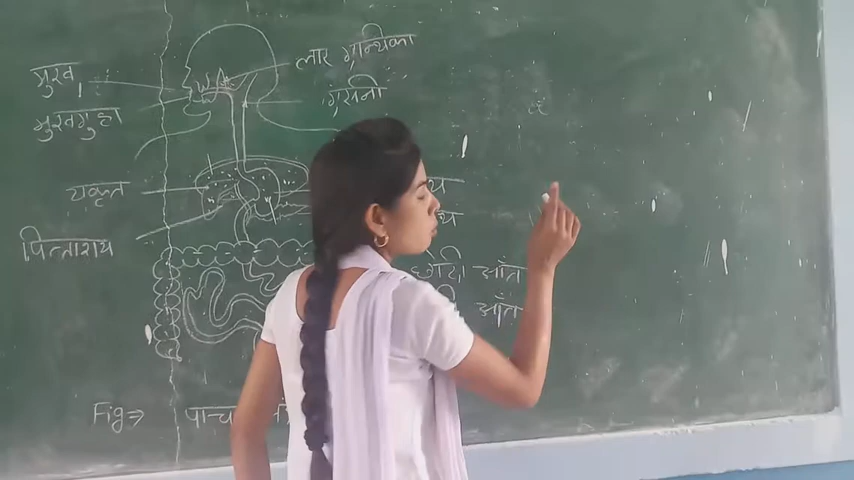 मुख
मुखगुहा
यकृत
पित्ताशय
लार ग्रन्थिका
ग्रसनी
छोटी आँत
आँत
Fig⇒